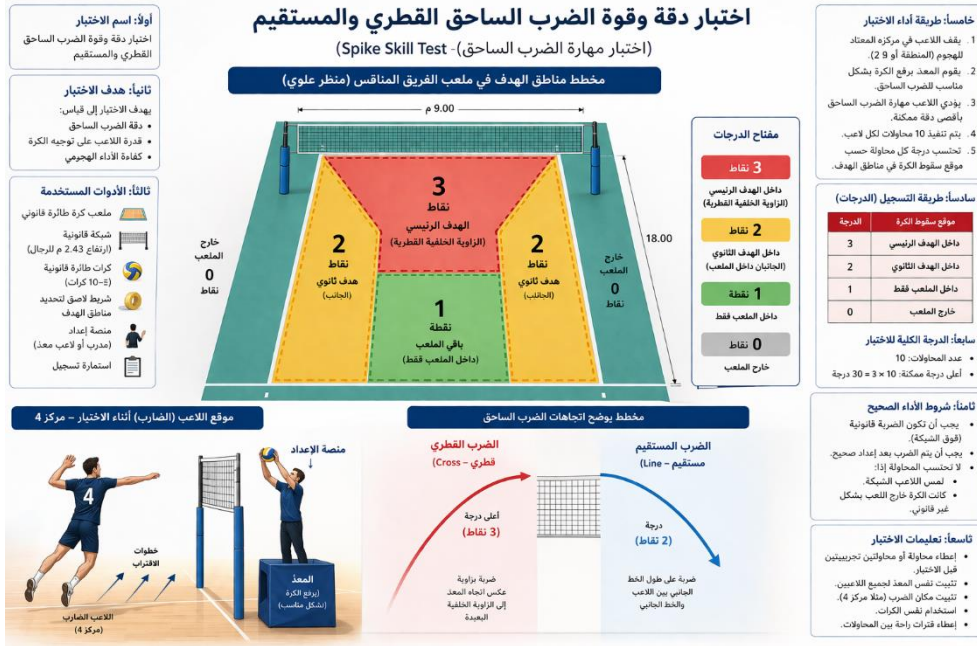 اختبار دقة وقوة الضرب الساحق القطري والمستقيم
(اختبار مهارة الضرب الساحق)- Spike Skill Test)
مخطط مناطق الهدف في ملعب الفريق المنافس (منظر علوي)
أولاً: اسم الاختبار
اختبار دقة وقوة الضرب الساحق
القطري والمستقيم
ثانياً: هدف الاختبار
يهدف الاختبار إلى قياس:
• دقة الضرب الساحق
• قدرة اللاعب على توجيه الكرة
• كفاءة الأداء الهجومي
ثالثاً: الأدوات المستخدمة
ملعب كرة طائرة قانوني
شبكة قانونية
(ارتفاع 2.43 م للرجال)
كرات طائرة قانونية
10 كرات)
شريط لاصق لتحديد
مناطق الهدف
منصة إعداد
(مدرب أو لاعب معذ)
استمارة تسجيل
9.00 م
18.00
3
نقاط
الهدف الرئيسي
(الزاوية الخلفية القطرية)
2
نقاط
هدف ثانوي
(الجانب)
2
نقاط
هدف ثانوي
1
نقطة
باقي الملعب
(داخل الملعب فقط)
خارج
الملعب
0
نقاط
خارج
الملعب
0
نقاط
مفتاح الدرجات
3 نقاط
داخل الهدف الرئيسي
(الزاوية الخلفية القطرية)
2 نقاط
داخل الهدف الثانوي
(الجانبان داخل الملعب)
1 نقطة
داخل الملعب فقط
0 نقاط
خارج الملعب
خامساً: طريقة أداء الاختبار
1. يقف اللاعب في مركزه المعتاد
للهجوم (المنطقة أو 9 2).
2. يقوم المعذ برفع الكرة بشكل
مناسب للضرب الساحق.
3. يؤدي اللاعب مهارة الضرب الساحق
بأقصى دقة ممكنة.
4. يتم تنفيذ 10 محاولات لكل لاعب.
5. تحتسب درجة كل محاولة حسب
موقع سقوط الكرة في مناطق الهدف.
سادساً: طريقة التسجيل (الدرجات)
موقع سقوط الكرة الدرجة
داخل الهدف الرئيسي 3
داخل الهدف الثانوي 2
داخل الملعب فقط 1
خارج الملعب 0
سابعاً: الدرجة الكلية للاختبار
• عدد المحاولات: 10
• أعلى درجة ممكنة: 10 × 3 = 30 درجة
ثامناً: شروط الأداء الصحيح
• يجب أن تكون الضربة قانونية
(فوق الشبكة).
• يجب أن يتم الضرب بعد إعداد صحيح.
• لا تحتسب المحاولة إذا:
• لمس اللاعب الشبكة.
• كانت الكرة خارج اللعب بشكل
غير قانوني.
تاسعاً: تعليمات الاختبار
• إعطاء محاولة أو محاولتين تجريبيتين
قبل الاختبار.
• تثبيت نفس المعذ لجميع اللاعبين.
• تثبيت مكان الضرب (مثلا مركز 4).
• استخدام نفس الكرات.
• إعطاء فترات راحة بين المحاولات.
موقع اللاعب (الضارب) أثناء الاختبار – مركز 4
منصة الإعداد
4
خطوات
الاقتراب
اللاعب الضارب
(مركز 4)
المعذ
(يرفع الكرة
بشكل مناسب)
مخطط يوضح اتجاهات الضرب الساحق
الضرب القطري
قطري – Cross)
أعلى درجة
(3 نقاط)
ضربة بزاوية
عكس اتجاه المعذ
إلى الزاوية الخلفية
البعيدة
الضرب المستقيم
مستقيم – Line)
درجة
(2 نقاط)
ضربة على طول الخط
الجانبي بين اللاعب
والخط الجانبي